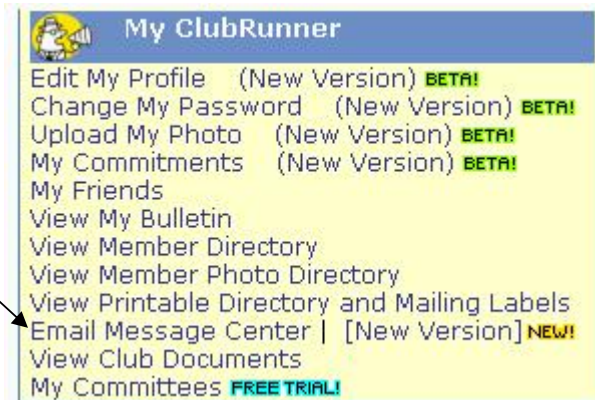 My ClubRunner
Edit My Profile (New Version) BETA!
Change My Password (New Version) BETA!
Upload My Photo (New Version) BETA!
My Commitments (New Version) BETA!
My Friends
View My Bulletin
View Member Directory
View Member Photo Directory
View Printable Directory and Mailing Labels
Email Message Center | [New Version] NEW!
View Club Documents
My Committees FREE TRIAL!